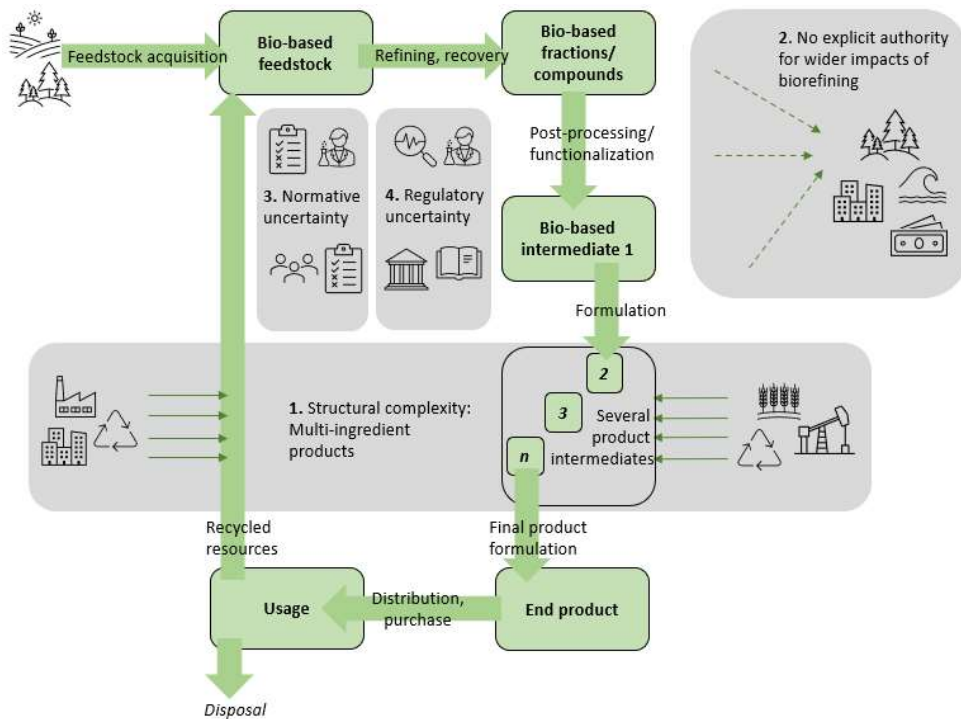 Feedstock acquisition
Bio-based
feedstock
Refining, recovery
Bio-based
fractions/
compounds
2. No explicit authority
for wider impacts of
biorefining
Post-processing/
functionalization
3. Normative
uncertainty
4. Regulatory
uncertainty
Bio-based
intermediate 1
Formulation
1. Structural complexity:
Multi-ingredient
products
2
3
n
Several
product
intermediates
Recycled
resources
Final product
formulation
Usage
Distribution,
purchase
End product
Disposal